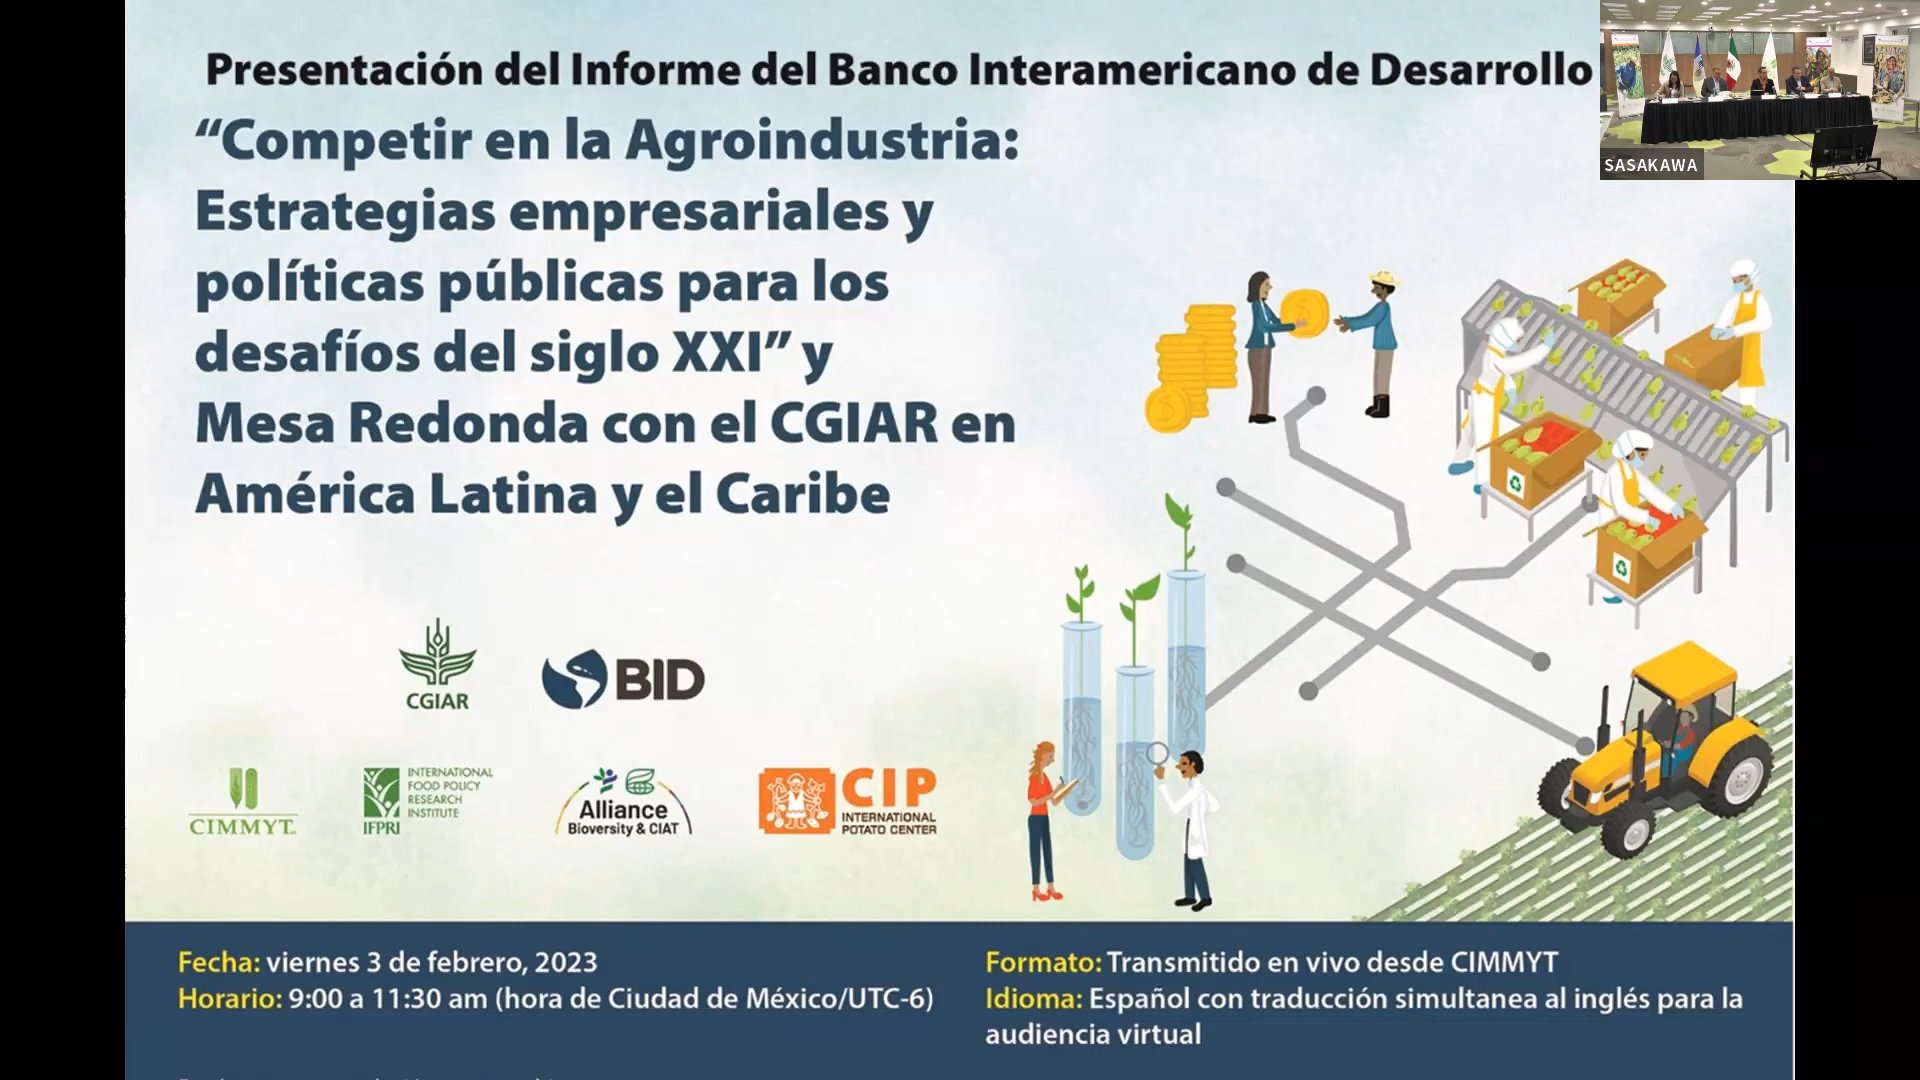 Presentación del Informe del Banco Interamericano de Desarrollo
“Competir en la Agroindustria:
Estrategias empresariales y
políticas públicas para los
desafíos del siglo XXI” y
Mesa Redonda con el CGIAR en
América Latina y el Caribe
SASAKAWA
CGIAR
BID
CIMMYT
IFPRI
INTERNATIONAL
FOOD POLICY
RESEARCH
INSTITUTE
Alliance
Bioversity & CIAT
CIP
INTERNATIONAL
POTATO CENTER
Fecha: viernes 3 de febrero, 2023
Horario: 9:00 a 11:30 am (hora de Ciudad de México/UTC-6)
Formato: Transmitido en vivo desde CIMMYT
Idioma: Español con traducción simultanea al inglés para la
audiencia virtual